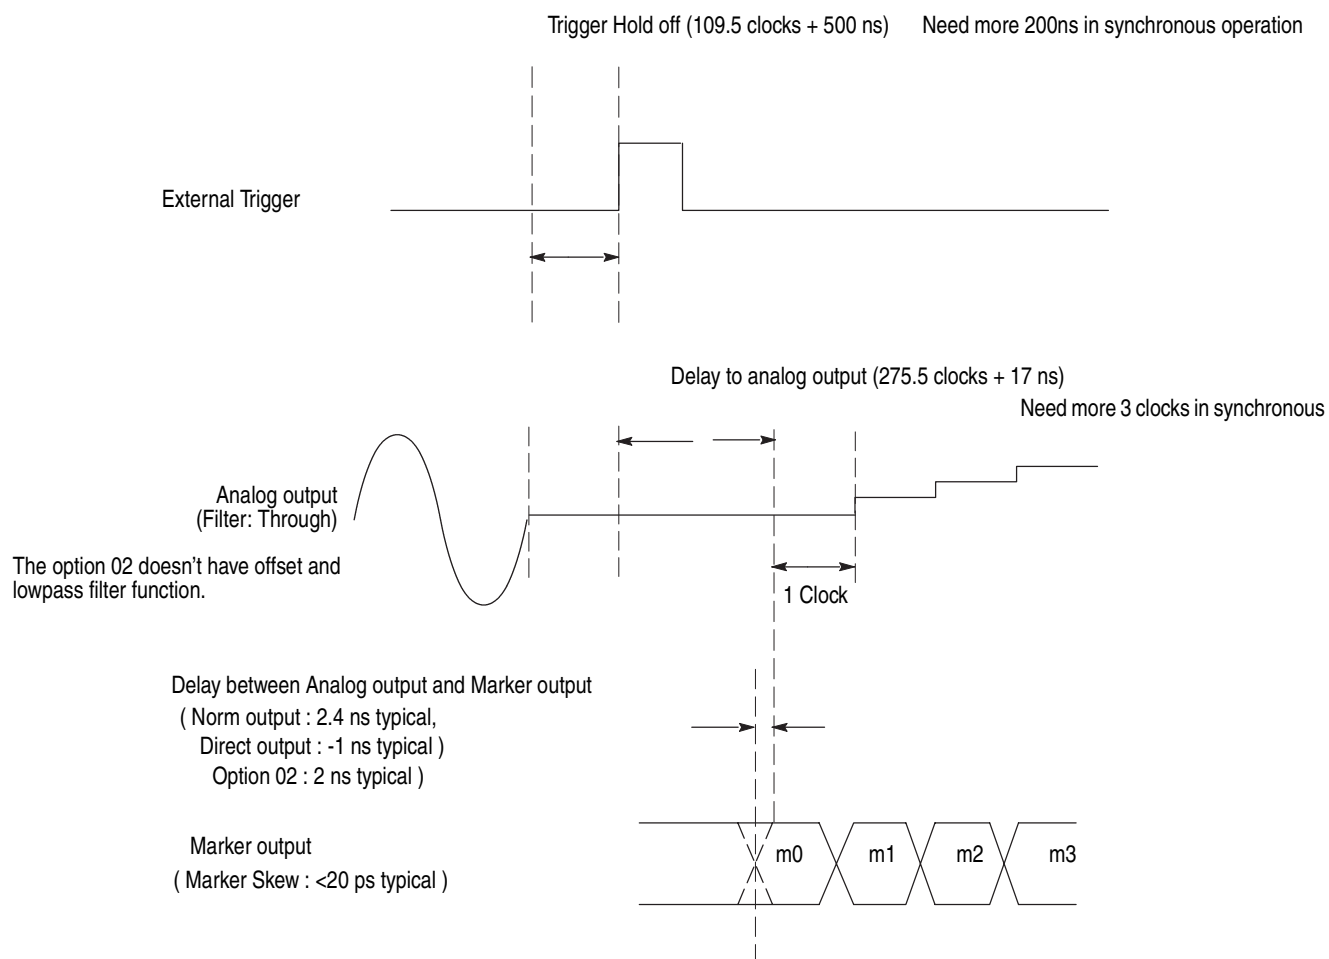 Trigger Hold off (109.5 clocks + 500 ns) Need more 200ns in synchronous operation
External Trigger
Delay to analog output (275.5 clocks + 17 ns)
Need more 3 clocks in synchronous
Analog output
(Filter: Through)
The option 02 doesn't have offset and
lowpass filter function.
1 Clock
Delay between Analog output and Marker output
( Norm output : 2.4 ns typical,
Direct output : -1 ns typical )
Option 02 : 2 ns typical )
Marker output
( Marker Skew : <20 ps typical )
m0 m1 m2 m3